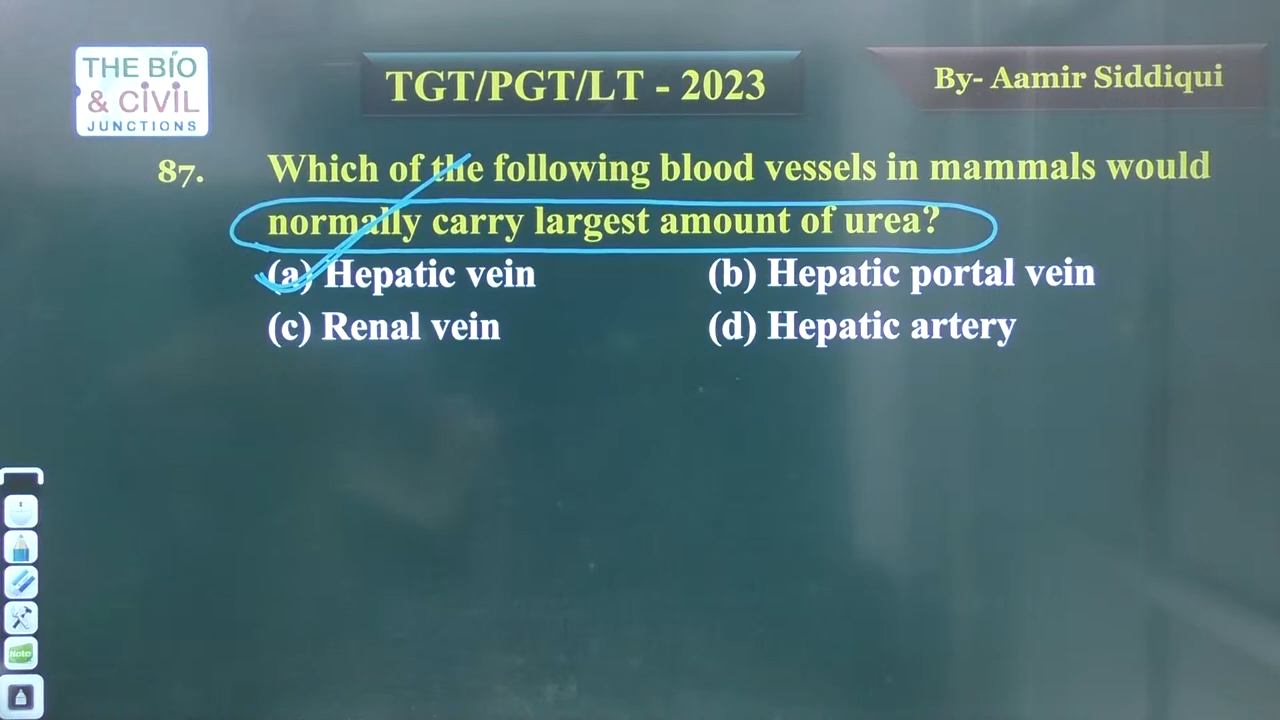 THE BIO
& CIVIL
JUNCTIONS
TGT/PGT/LT - 2023
By- Aamir Siddiqui
87. Which of the following blood vessels in mammals would
normally carry largest amount of urea?
(a) Hepatic vein (b) Hepatic portal vein
(c) Renal vein (d) Hepatic artery
Note